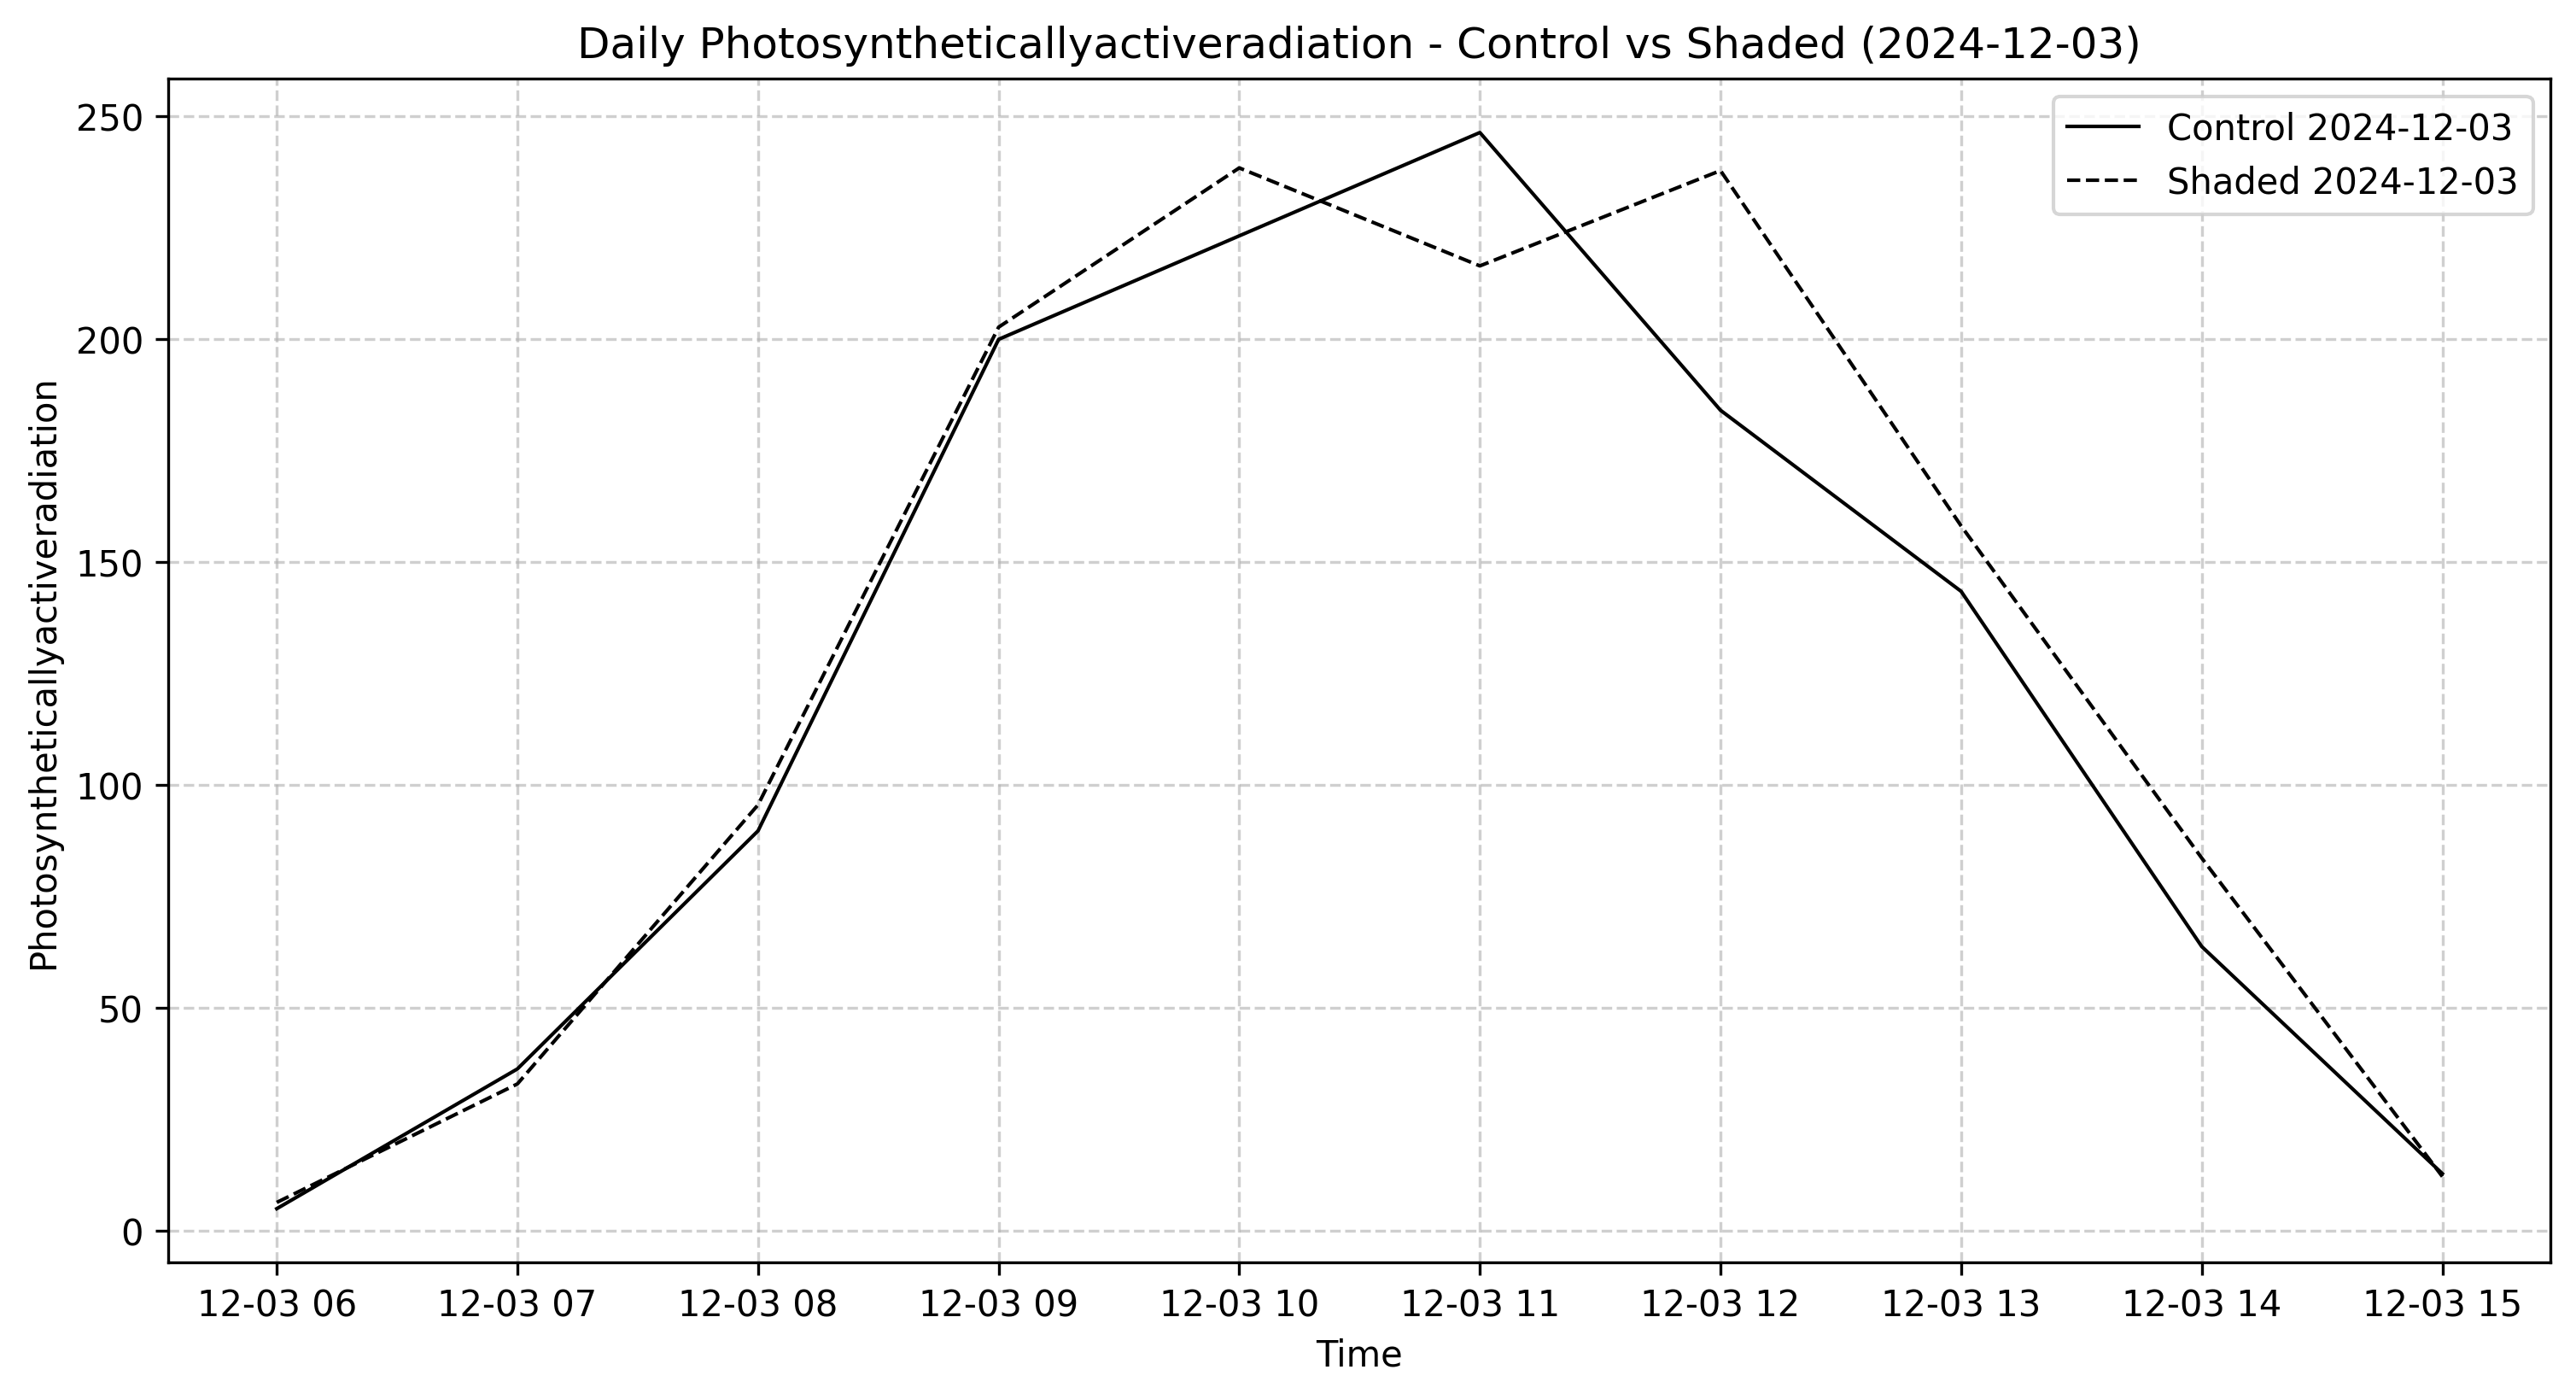 Daily Photosyntheticallyactiveradiation - Control vs Shaded (2024-12-03)
Control 2024-12-03
Shaded 2024-12-03
Photosyntheticallyactiveradiation
250
200
150
100
50
0
12-03 06 12-03 07 12-03 08 12-03 09 12-03 10 12-03 11 12-03 12 12-03 13 12-03 14 12-03 15
Time